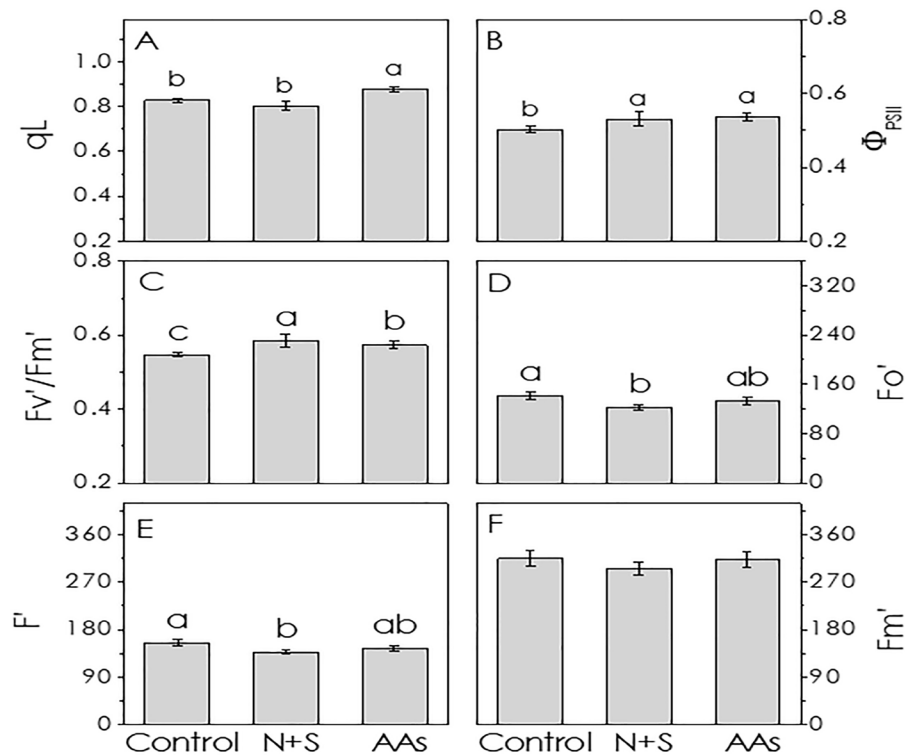 A
qL
1.0
0.8
0.6
0.4
0.2
b b a
B
Φ_PSII
0.8
0.6
0.4
0.2
b a a
C
Fv'/Fm'
0.8
0.6
0.4
0.2
c a b
D
Fo'
320
240
160
80
0
a b ab
E
F'
360
270
180
90
0
a b ab
Control N+S AAs
F
Fm'
360
270
180
90
0
Control N+S AAs